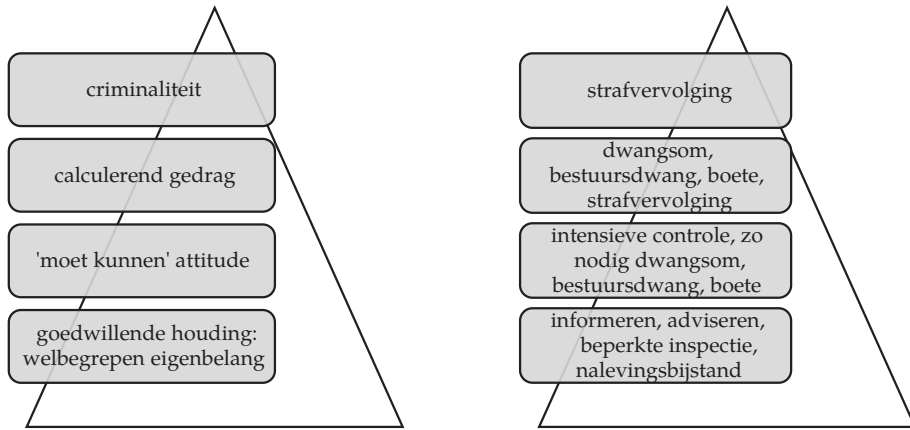 criminaliteit
calculerend gedrag
'moet kunnen' attitude
goedwillende houding:
welbegrepen eigenbelang
strafvervolging
dwangsom,
bestuursdwang, boete,
strafvervolging
intensieve controle, zo
nodig dwangsom,
bestuursdwang, boete
informeren, adviseren,
beperkte inspectie,
nalevingsbijstand